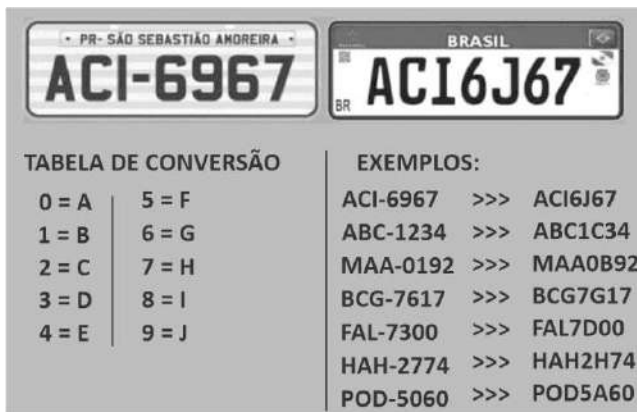 • PR- SÃO SEBASTIÃO AMOREIRA •
ACI-6967
BRASIL
BR
ACI6J67
TABELA DE CONVERSÃO
0 = A
1 = B
2 = C
3 = D
4 = E
5 = F
6 = G
7 = H
8 = I
9 = J
EXEMPLOS:
ACI-6967 >>> ACI6J67
ABC-1234 >>> ABC1C34
MAA-0192 >>> MAA0B92
BCG-7617 >>> BCG7G17
FAL-7300 >>> FAL7D00
HAH-2774 >>> HAH2H74
POD-5060 >>> POD5A60